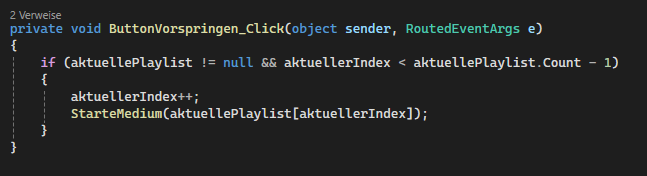 2 Verweise
private void ButtonVorspringen_Click(object sender, RoutedEventArgs e)
{
if (aktuellePlaylist != null && aktuellerIndex < aktuellePlaylist.Count - 1)
{
aktuellerIndex++;
StarteMedium(aktuellePlaylist[aktuellerIndex]);
}
}